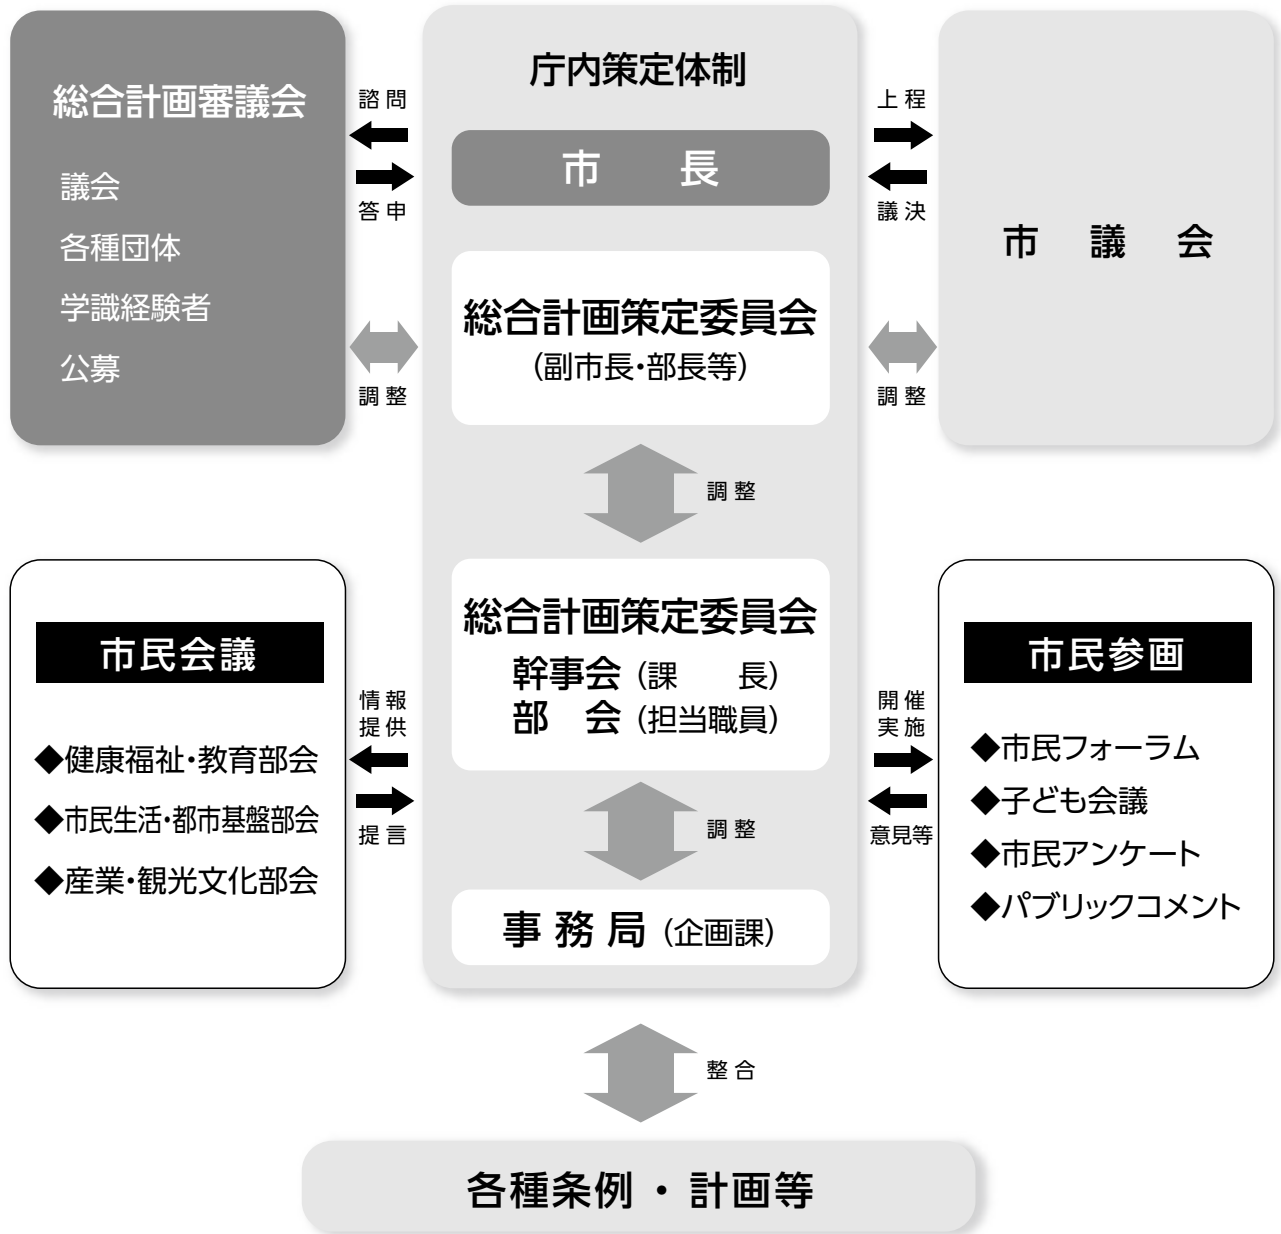 総合計画審議会
議会
各種団体
学識経験者
公募
諮問
答申
調整
庁内策定体制
市　長
総合計画策定委員会
（副市長・部長等）
調整
総合計画策定委員会
幹事会（課　長）
部　会（担当職員）
調整
事務局（企画課）
上程
議決
調整
市議会
市民会議
◆健康福祉・教育部会
◆市民生活・都市基盤部会
◆産業・観光文化部会
情報
提供
提言
開催
実施
意見等
市民参画
◆市民フォーラム
◆子ども会議
◆市民アンケート
◆パブリックコメント
整合
各種条例・計画等